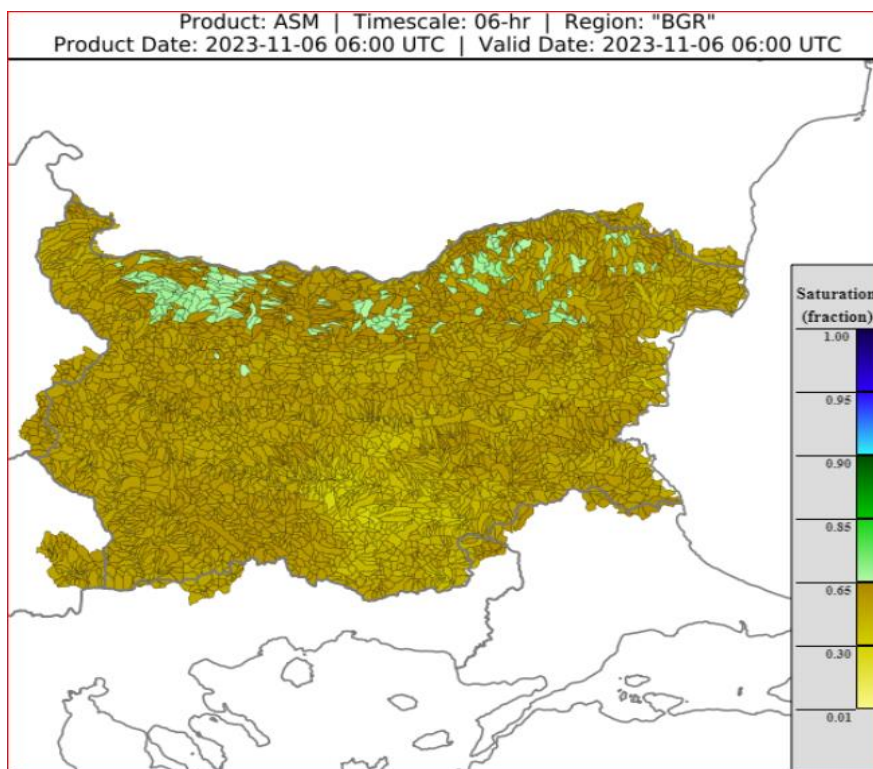 Product: ASM | Timescale: 06-hr | Region: "BGR"
Product Date: 2023-11-06 06:00 UTC | Valid Date: 2023-11-06 06:00 UTC
Saturation
(fraction)
1.00
0.95
0.90
0.85
0.65
0.30
0.01